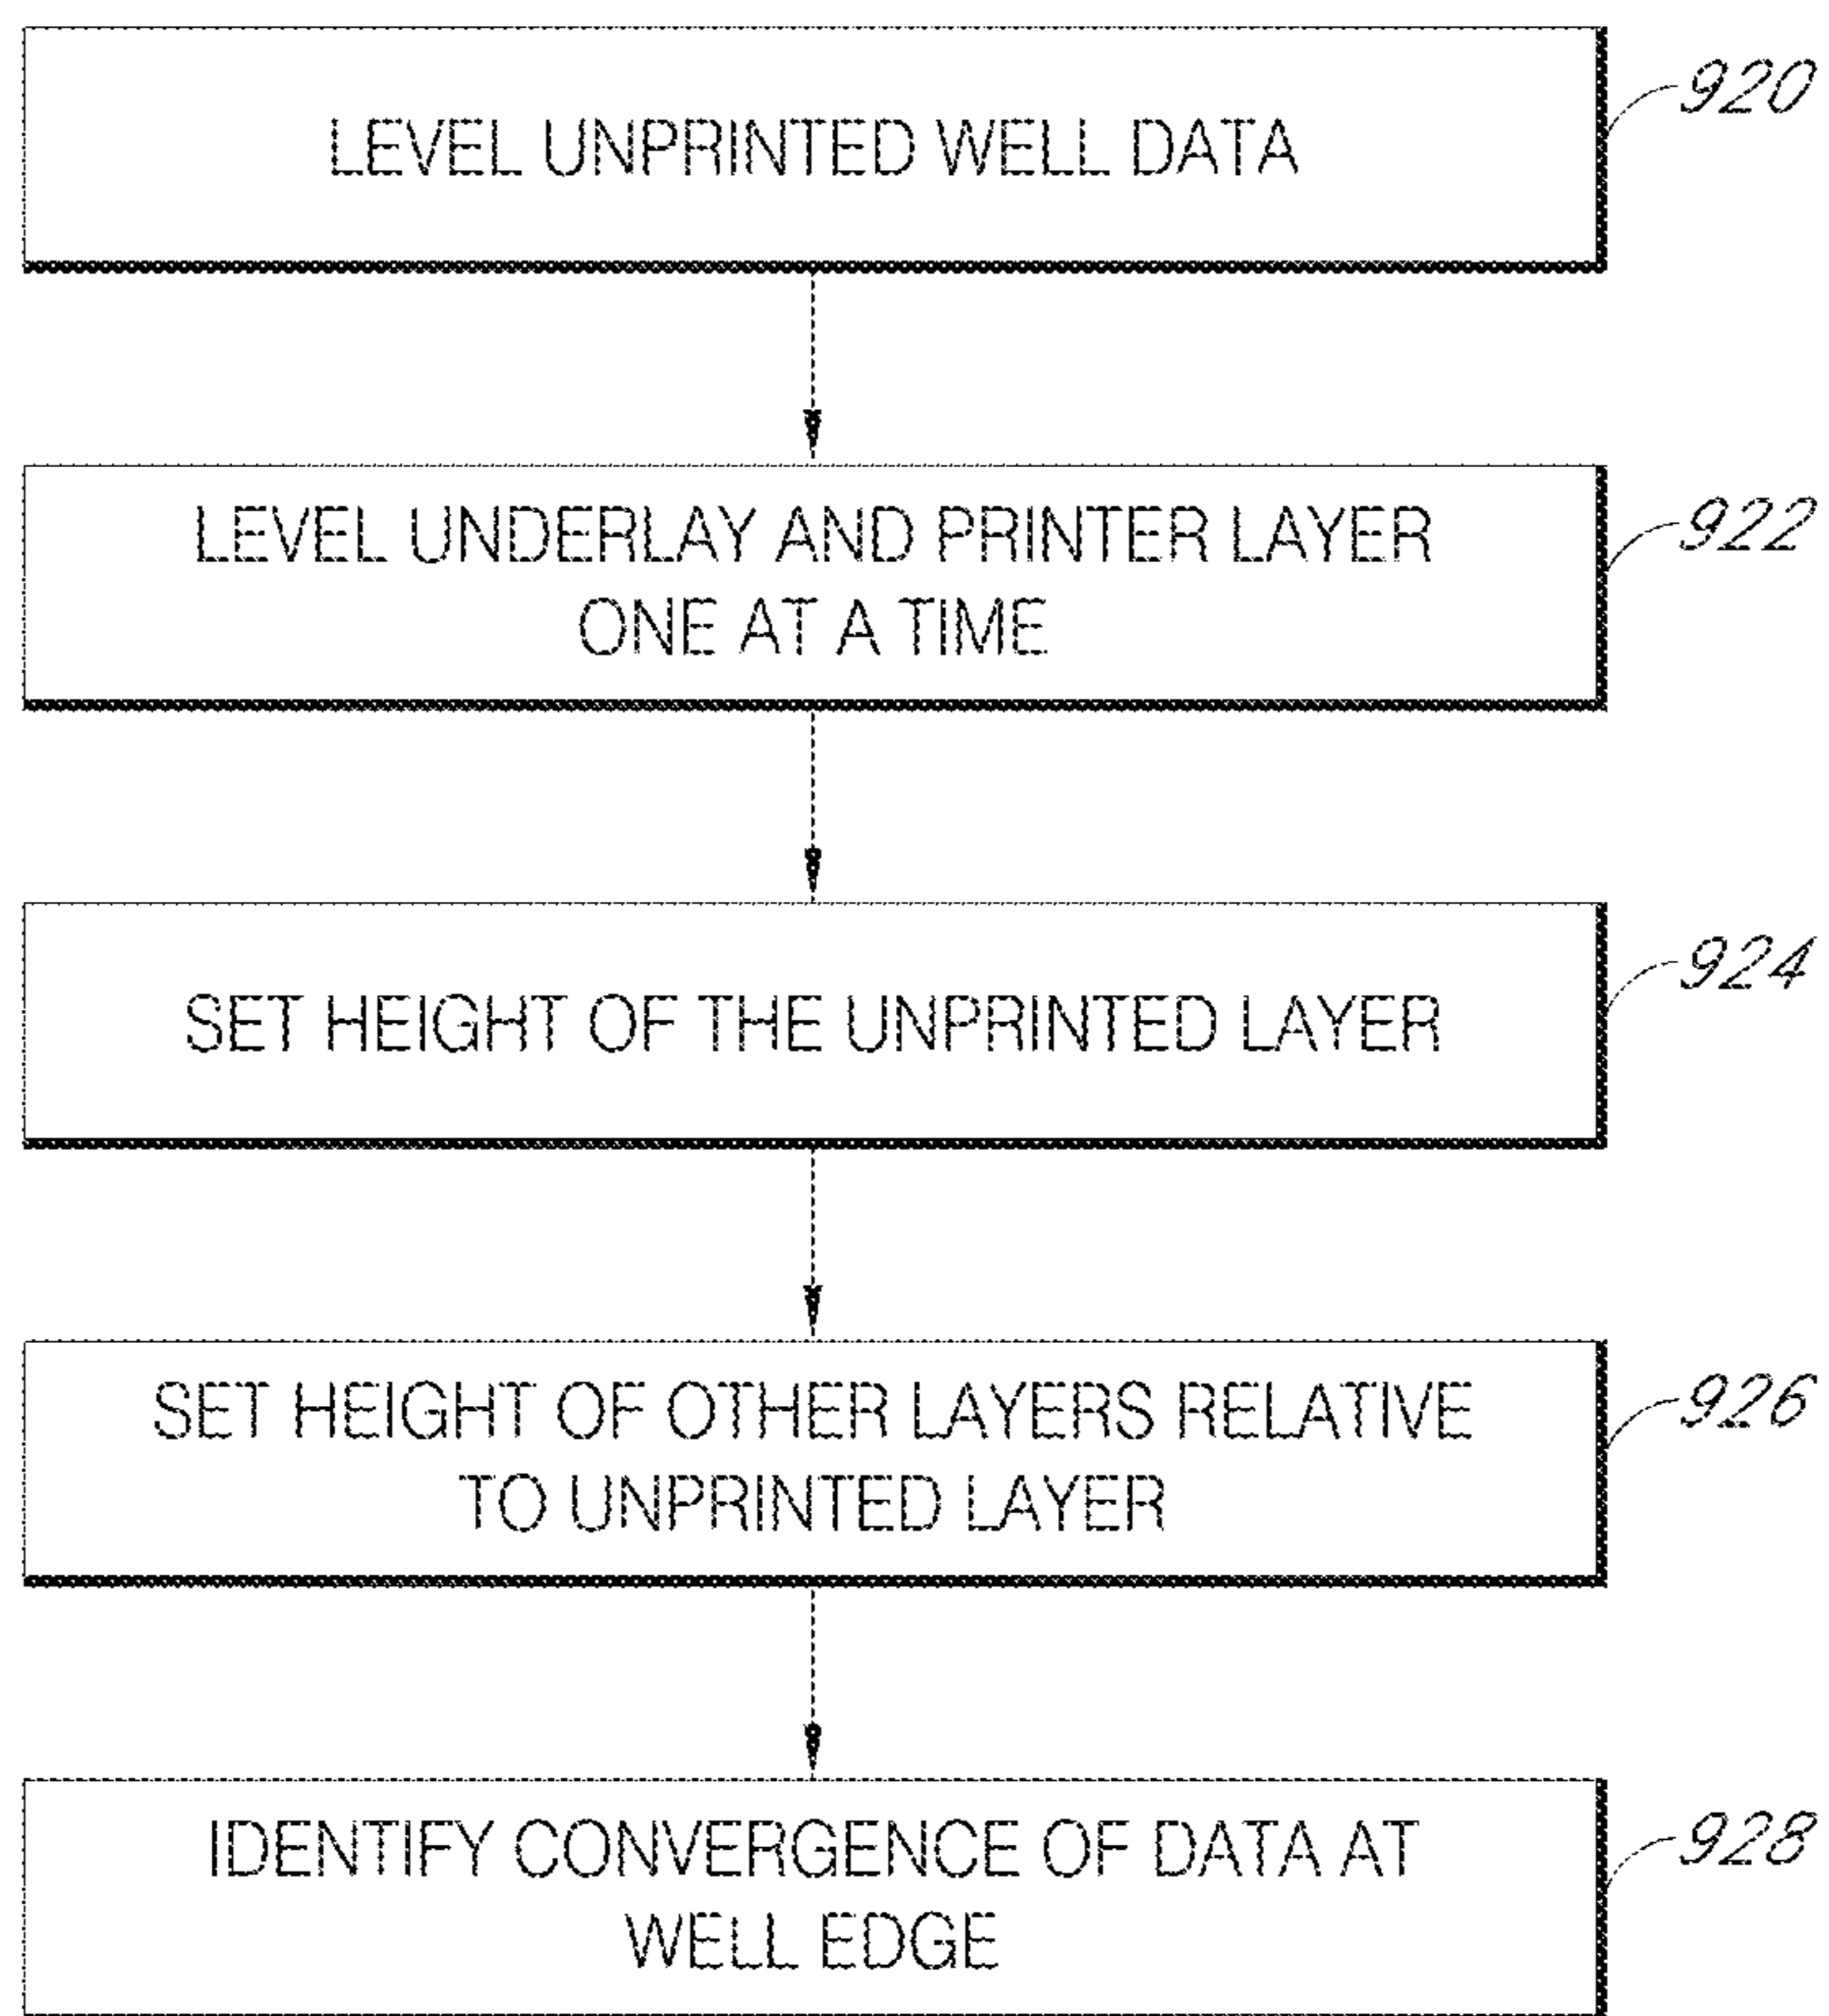 LEVEL UNPRINTED WELL DATA
920
LEVEL UNDERLAY AND PRINTER LAYER
ONE AT A TIME
922
SET HEIGHT OF THE UNPRINTED LAYER
924
SET HEIGHT OF OTHER LAYERS RELATIVE
TO UNPRINTED LAYER
926
IDENTIFY CONVERGENCE OF DATA AT
WELL EDGE
928